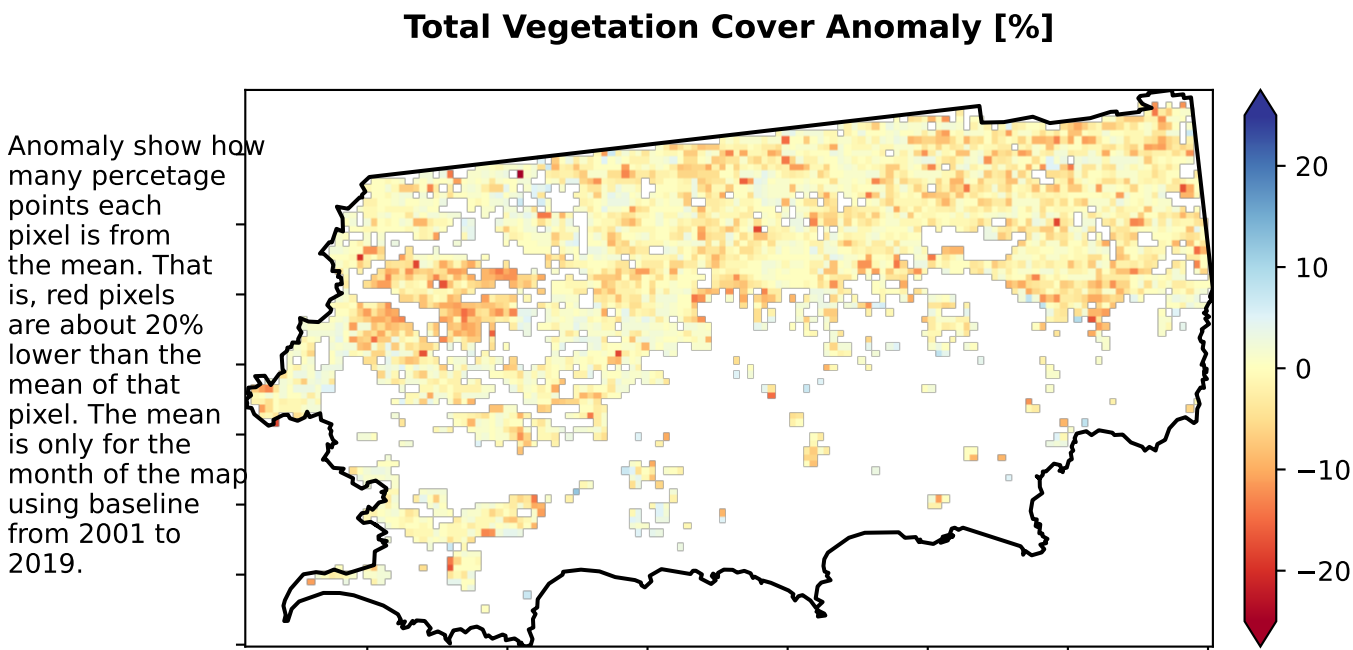 Total Vegetation Cover Anomaly [%]
Anomaly show how
many percetage
points each
pixel is from
the mean. That
is, red pixels
are about 20%
lower than the
mean of that
pixel. The mean
is only for the
month of the map
using baseline
from 2001 to
2019.
20
10
0
−10
−20